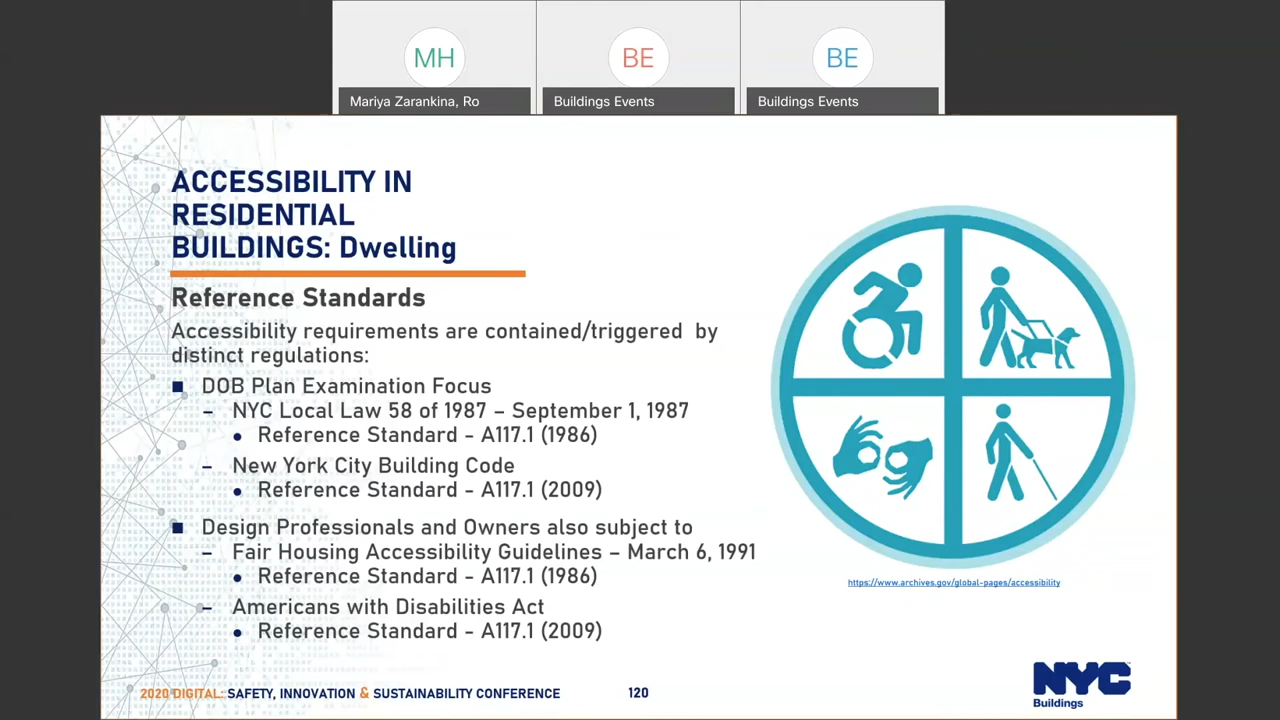 MH
BE
BE
Mariya Zarankina, Ro
Buildings Events
Buildings Events
ACCESSIBILITY IN
RESIDENTIAL
BUILDINGS: Dwelling
Reference Standards
Accessibility requirements are contained/triggered by
distinct regulations:
■ DOB Plan Examination Focus
– NYC Local Law 58 of 1987 – September 1, 1987
● Reference Standard - A117.1 (1986)
– New York City Building Code
● Reference Standard - A117.1 (2009)
■ Design Professionals and Owners also subject to
– Fair Housing Accessibility Guidelines – March 6, 1991
● Reference Standard - A117.1 (1986)
– Americans with Disabilities Act
● Reference Standard - A117.1 (2009)
https://www.archives.gov/global-pages/accessibility
2020 DIGITAL: SAFETY, INNOVATION & SUSTAINABILITY CONFERENCE
120
NYC
Buildings